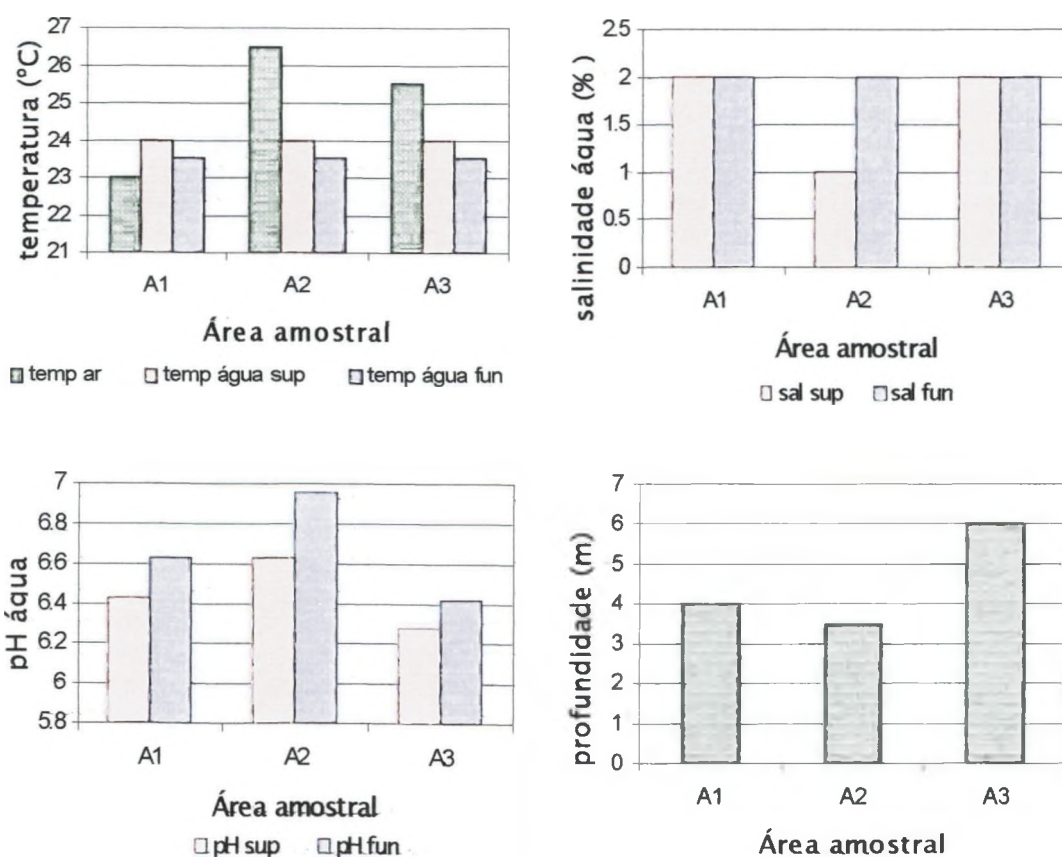 temperatura (°C)
27
26
25
24
23
22
21
A1 A2 A3
Área amostral
temp ar temp água sup temp água fun
salinidade áqua (%)
2.5
2
1.5
1
0.5
0
A1 A2 A3
Área amostral
sal sup sal fun
pH áqua
7
6.8
6.6
6.4
6.2
6
5.8
A1 A2 A3
Área amostral
pH sup pH fun
profundidade (m)
7
6
5
4
3
2
1
0
A1 A2 A3
Área amostral